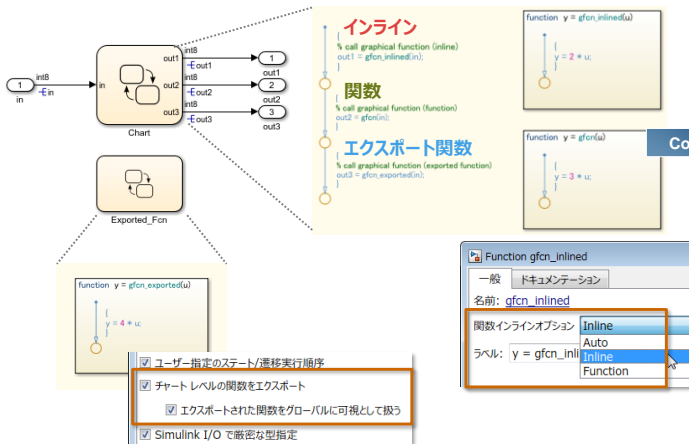 インライン
{
% call graphical function (inline)
out1 = gfcn_inlined(in);
}
関数
{
% call graphical function (function)
out2 = gfcn(in);
}
エクスポート関数
{
% call graphical function (exported function)
out3 = gfcn_exported(in);
}
function y = gfcn_inlined(u)
{
y = 2 * u;
}
function y = gfcn(u)
{
y = 3 * u;
}
Co
1
in
int8
in
in
out1
out2
out3
Chart
int8
out1
int8
out2
int8
out3
1
out1
2
out2
3
out3
Exported_Fcn
function y = gfcn_exported(u)
{
y = 4 * u;
}
ユーザー指定のステート/遷移実行順序
チャート レベルの関数をエクスポート
エクスポートされた関数をグローバルに可視として扱う
Simulink I/O で厳密な型指定
Function gfcn_inlined
一般 ドキュメンテーション
名前: gfcn_inlined
関数インラインオプション Inline
Auto
Inline
Function
ラベル: y = gfcn_inli